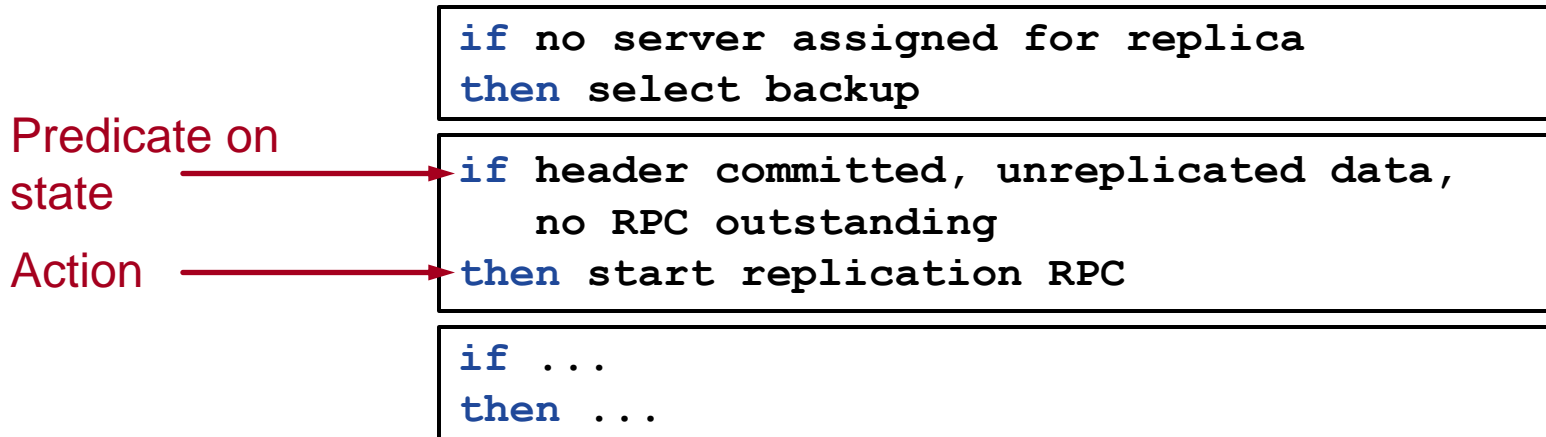 if no server assigned for replica
then select backup
Predicate on
state
if header committed, unreplicated data,
no RPC outstanding
Action
then start replication RPC
if ...
then ...